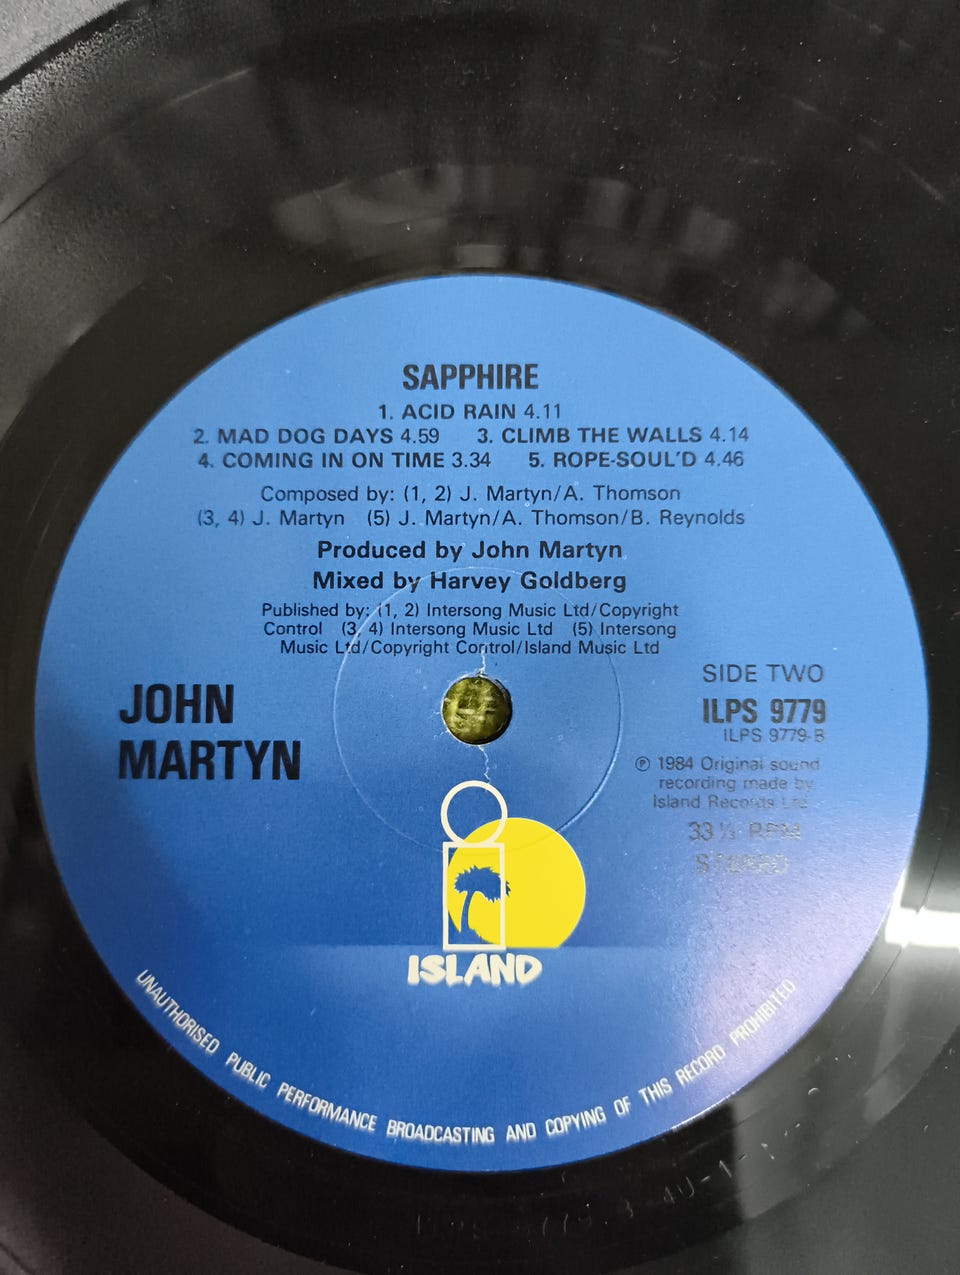 SAPPHIRE
1. ACID RAIN 4.11
2. MAD DOG DAYS 4.59 3. CLIMB THE WALLS 4.14
4. COMING IN ON TIME 3.34 5. ROPE-SOUL'D 4.46
Composed by: (1, 2) J. Martyn/A. Thomson
(3, 4) J. Martyn (5) J. Martyn/A. Thomson/B. Reynolds
Produced by John Martyn
Mixed by Harvey Goldberg
Published by: (1, 2) Intersong Music Ltd/Copyright
Control (3, 4) Intersong Music Ltd (5) Intersong
Music Ltd/Copyright Control/Island Music Ltd
JOHN
MARTYN
SIDE TWO
ILPS 9779
ILPS 9779-B
℗ 1984 Original sound
recording made by
Island Records Ltd.
33⅓ RPM
STEREO
ISLAND
UNAUTHORISED PUBLIC PERFORMANCE BROADCASTING AND COPYING OF THIS RECORD PROHIBITED